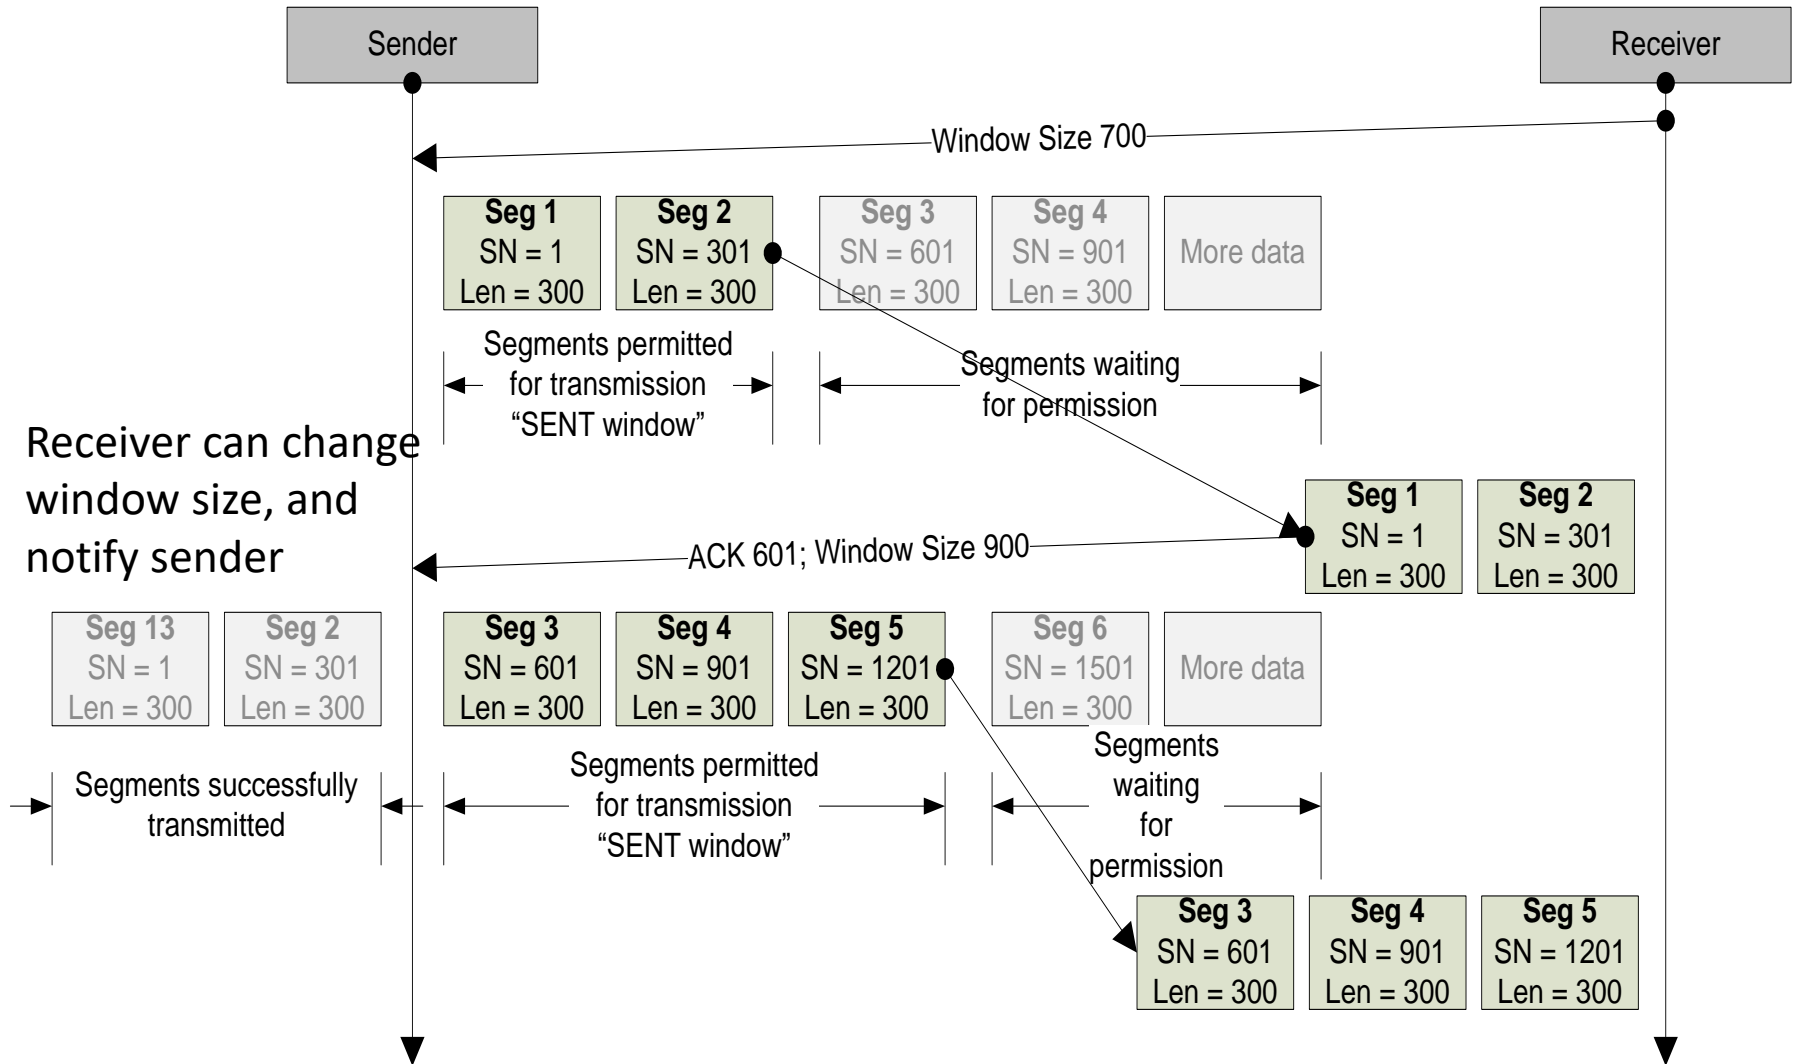 Sender
Receiver
Window Size 700
Seg 1
SN = 1
Len = 300
Seg 2
SN = 301
Len = 300
Seg 3
SN = 601
Len = 300
Seg 4
SN = 901
Len = 300
More data
Segments permitted
for transmission
“SENT window”
Segments waiting
for permission
Receiver can change
window size, and
notify sender
Seg 1
SN = 1
Len = 300
Seg 2
SN = 301
Len = 300
ACK 601; Window Size 900
Seg 13
SN = 1
Len = 300
Seg 2
SN = 301
Len = 300
Seg 3
SN = 601
Len = 300
Seg 4
SN = 901
Len = 300
Seg 5
SN = 1201
Len = 300
Seg 6
SN = 1501
Len = 300
More data
Segments successfully
transmitted
Segments permitted
for transmission
“SENT window”
Segments
waiting
for
permission
Seg 3
SN = 601
Len = 300
Seg 4
SN = 901
Len = 300
Seg 5
SN = 1201
Len = 300